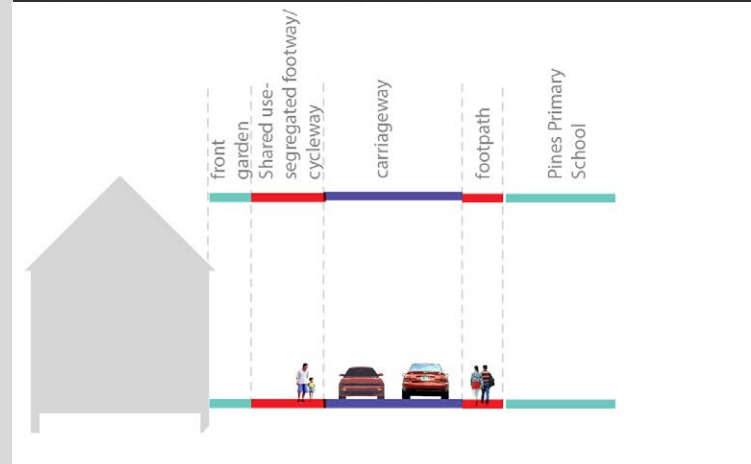 front
garden
Shared use-
segregated footway/
cycleway
carriageway
footpath
Pines Primary
School